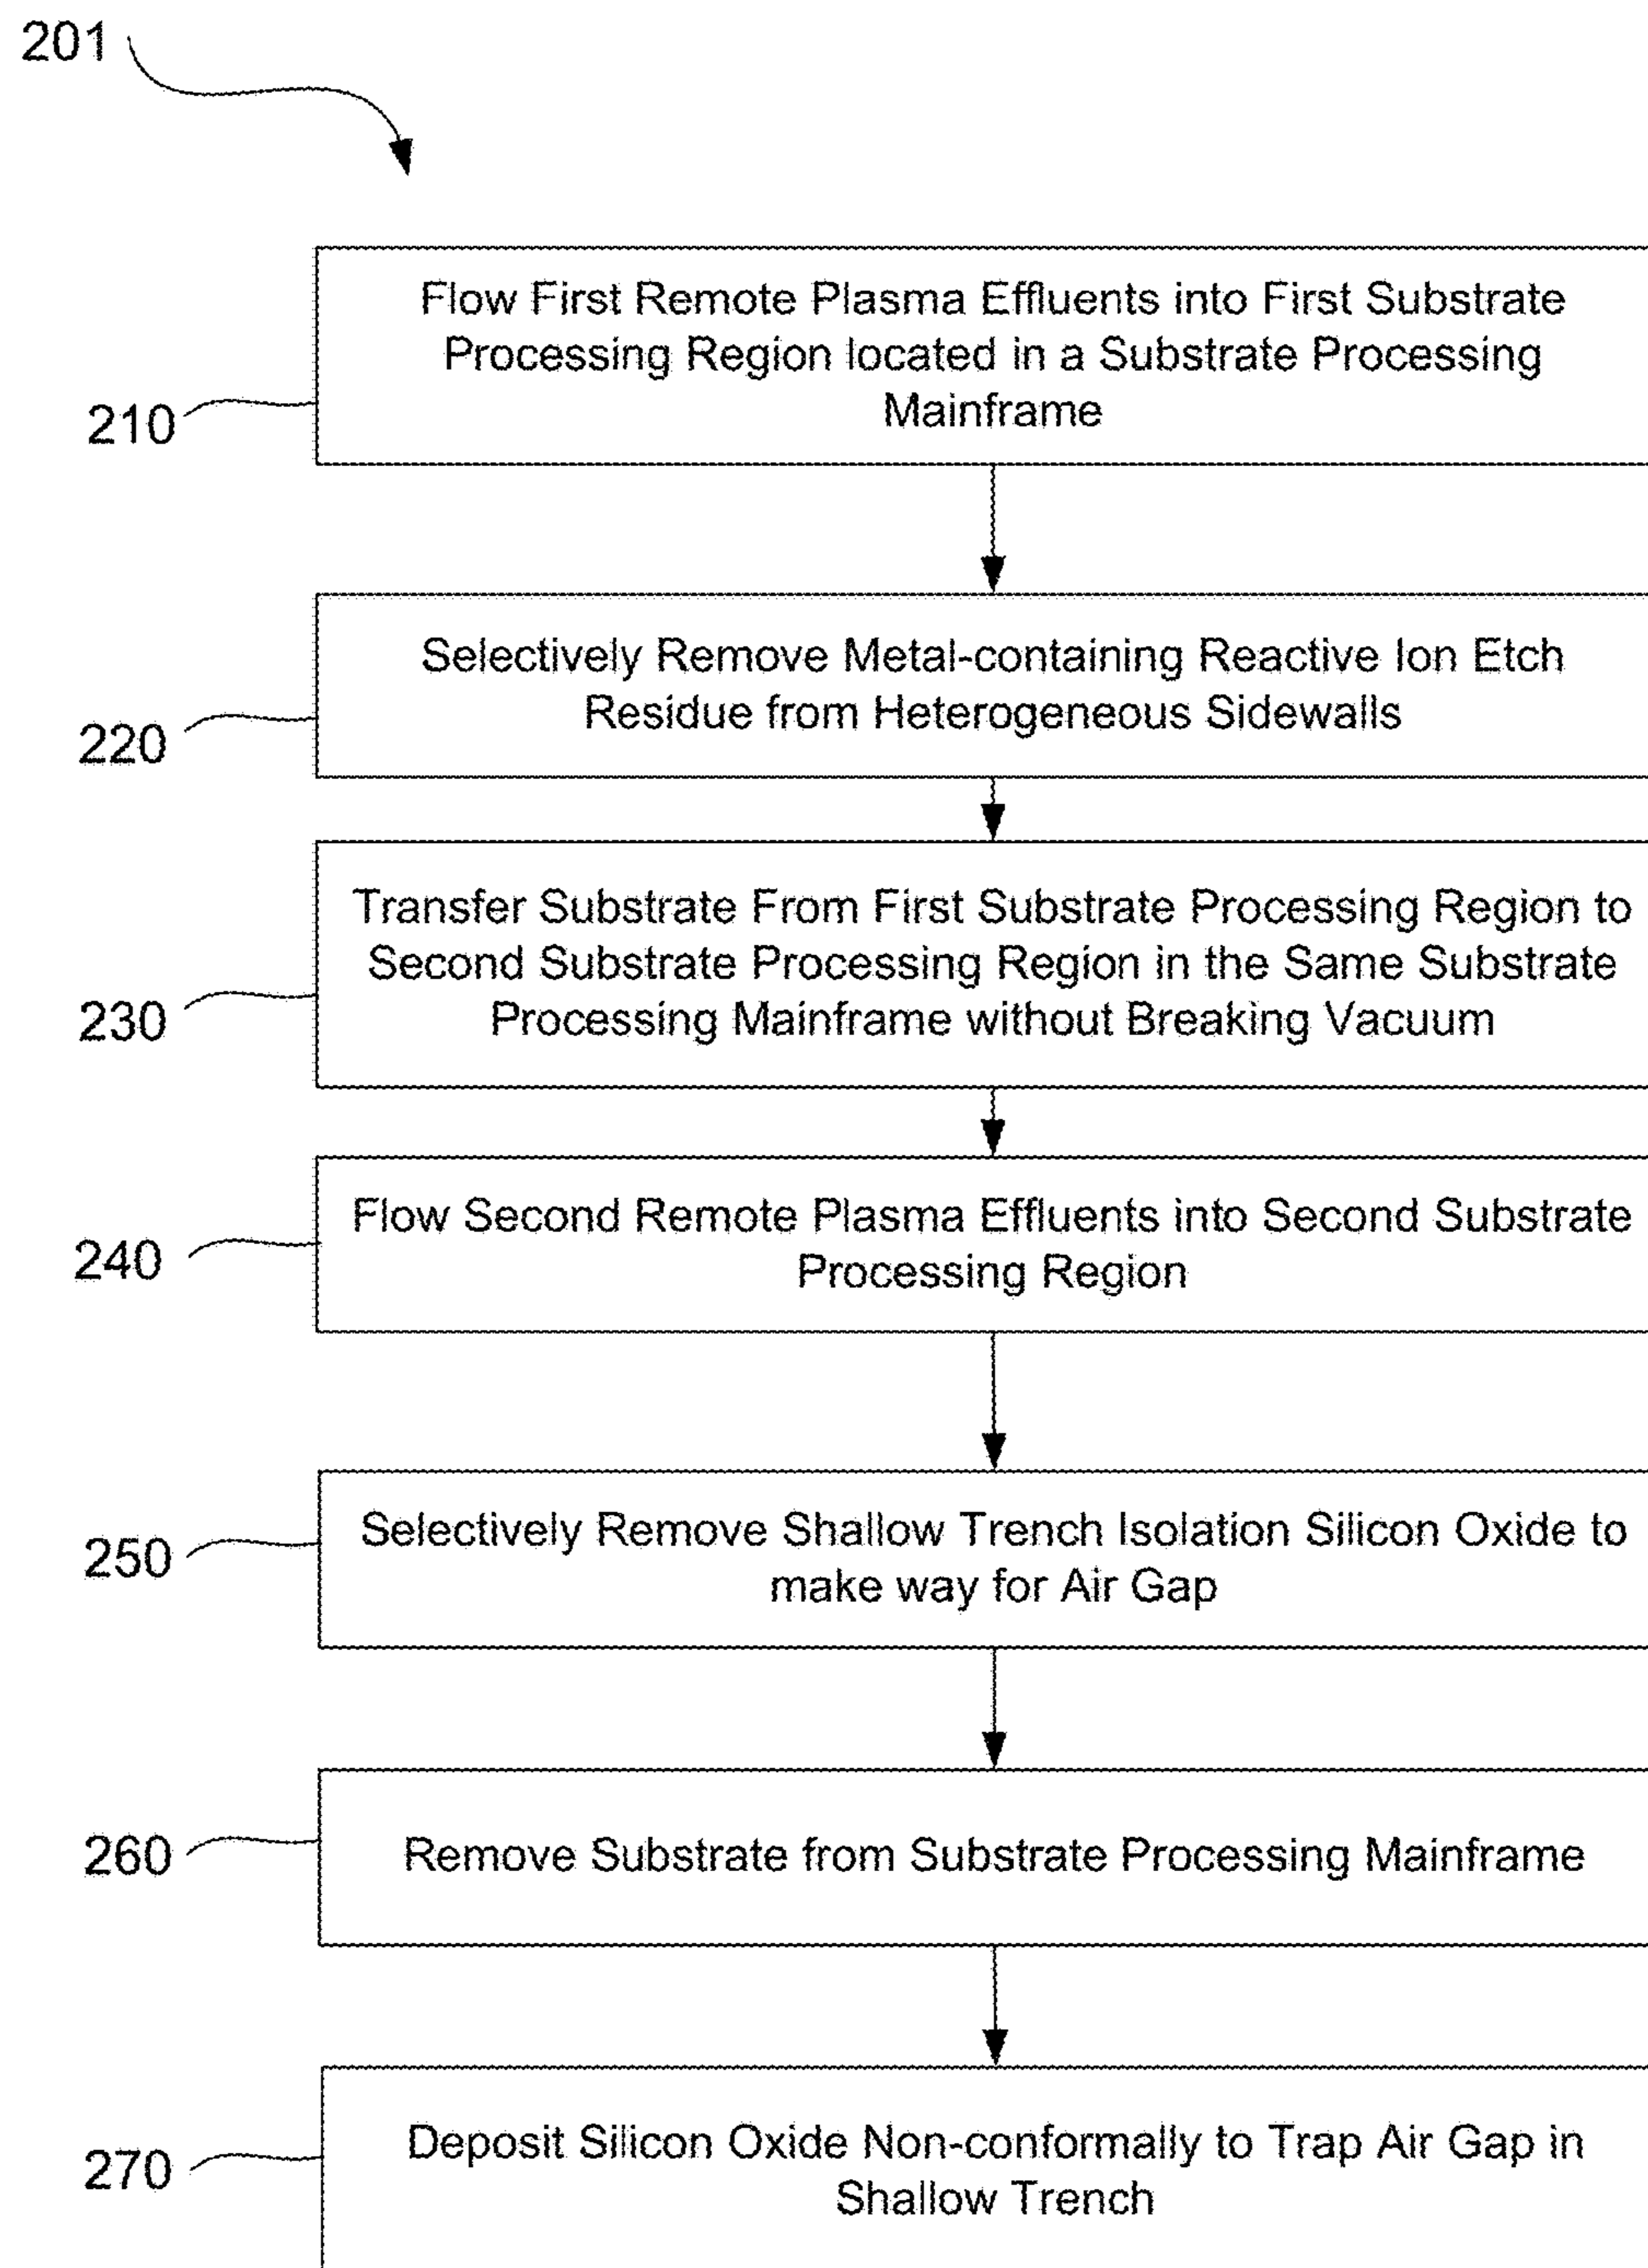 201
Flow First Remote Plasma Effluents into First Substrate
Processing Region located in a Substrate Processing
Mainframe
210
Selectively Remove Metal-containing Reactive Ion Etch
Residue from Heterogeneous Sidewalls
220
Transfer Substrate From First Substrate Processing Region to
Second Substrate Processing Region in the Same Substrate
Processing Mainframe without Breaking Vacuum
230
Flow Second Remote Plasma Effluents into Second Substrate
Processing Region
240
Selectively Remove Shallow Trench Isolation Silicon Oxide to
make way for Air Gap
250
Remove Substrate from Substrate Processing Mainframe
260
Deposit Silicon Oxide Non-conformally to Trap Air Gap in
Shallow Trench
270